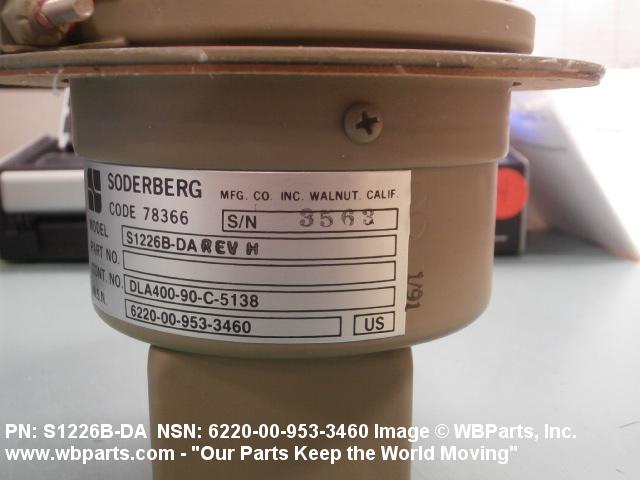 SODERBERG MFG. CO. INC. WALNUT, CALIF.
CODE 78366 S/N 3563
MODEL S1226B-DA REV H
PART NO.
CONT. NO. DLA400-90-C-5138
N.S.N. 6220-00-953-3460 US
1/91
PN: S1226B-DA NSN: 6220-00-953-3460 Image © WBParts, Inc.
www.wbparts.com - "Our Parts Keep the World Moving"